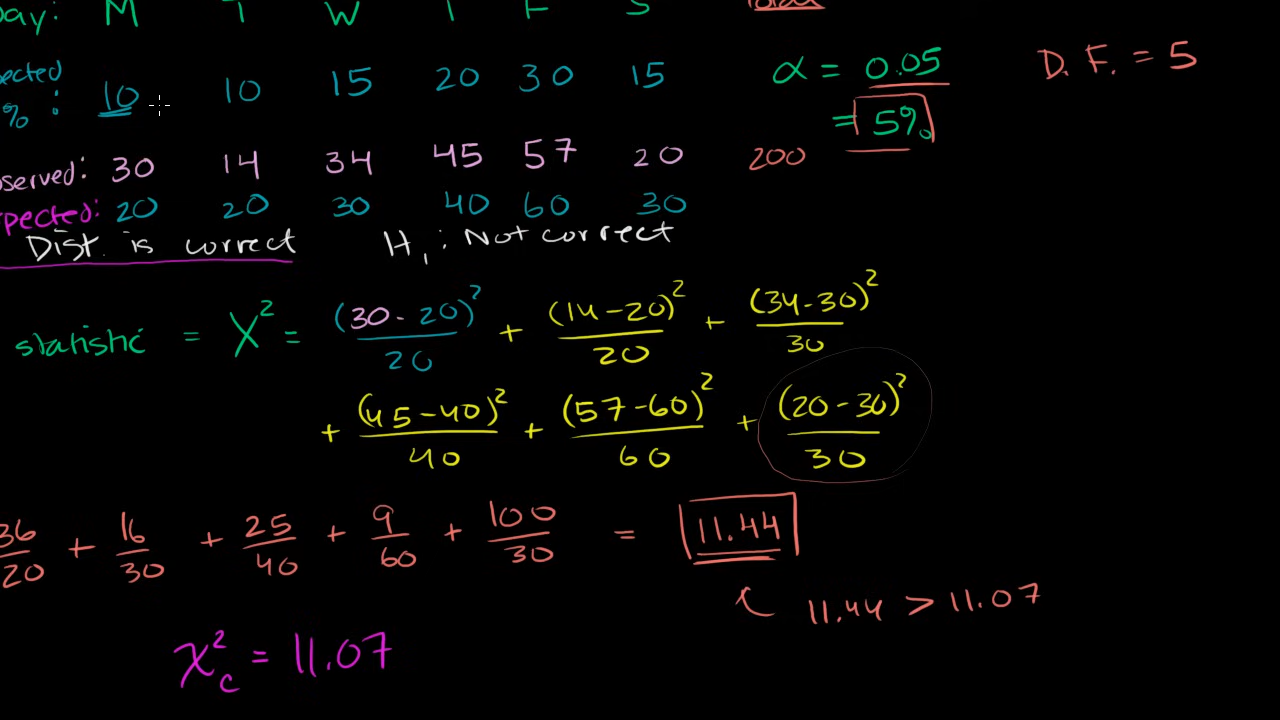 Day: M T W T F S Total
ected 10 10 15 20 30 15 α = 0.05 D. F. = 5
% : = 5%
served: 30 14 34 45 57 20 200
pected: 20 20 30 40 60 30
Dist. is correct H₁ : Not correct
statistic = X² = (30 - 20)²/20 + (14 - 20)²/20 + (34 - 30)²/30
+ (45 - 40)²/40 + (57 - 60)²/60 + (20 - 30)²/30
36/20 + 16/30 + 25/40 + 9/60 + 100/30 = 11.44
11.44 > 11.07
χ²c = 11.07